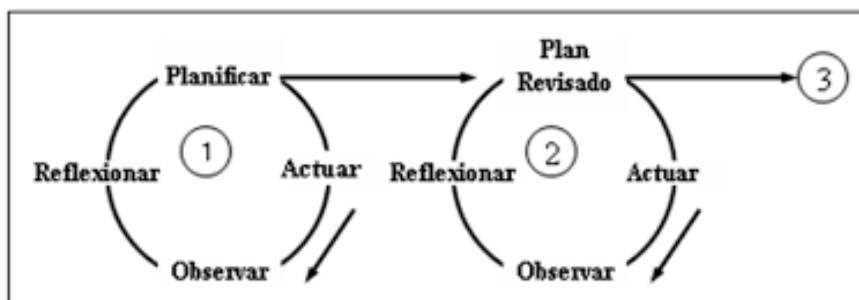 Planificar
Plan
Revisado
3
1
2
Reflexionar
Actuar
Reflexionar
Actuar
Observar
Observar